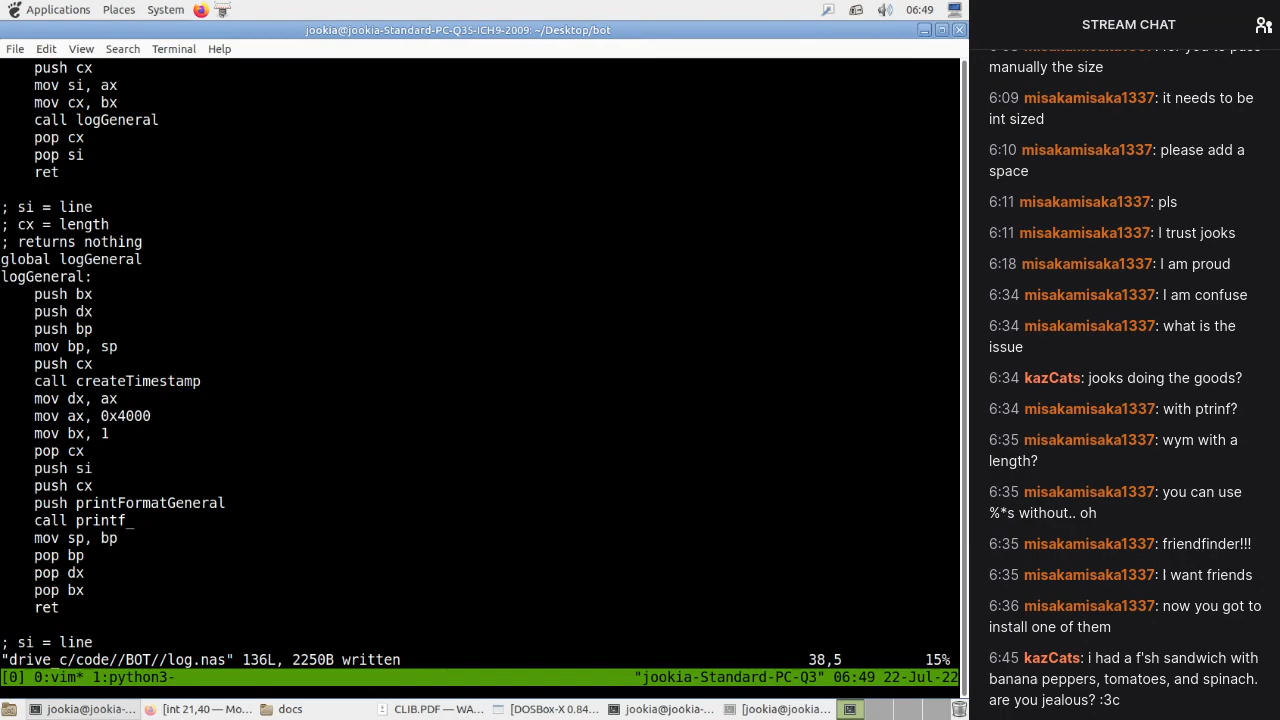 Applications Places System 06:49
jookia@jookia-Standard-PC-Q35-ICH9-2009: ~/Desktop/bot
File Edit View Search Terminal Help
push cx
mov si, ax
mov cx, bx
call logGeneral
pop cx
pop si
ret
; si = line
; cx = length
; returns nothing
global logGeneral
logGeneral:
push bx
push dx
push bp
mov bp, sp
push cx
call createTimestamp
mov dx, ax
mov ax, 0x4000
mov bx, 1
pop cx
push si
push cx
push printFormatGeneral
call printf_
mov sp, bp
pop bp
pop dx
pop bx
ret
; si = line
"drive_c/code//BOT//log.nas" 136L, 2250B written 38,5 15%
[0] 0:vim* 1:python3- "jookia-Standard-PC-Q3" 06:49 22-Jul-22
jookia@jookia-... [int 21,40 — Mo... docs CLIB.PDF — WA... [DOSBox-X 0.84... jookia@jookia-... [jookia@jookia...
STREAM CHAT
manually the size
6:09 misakamisaka1337: it needs to be
int sized
6:10 misakamisaka1337: please add a
space
6:11 misakamisaka1337: pls
6:11 misakamisaka1337: I trust jooks
6:18 misakamisaka1337: I am proud
6:34 misakamisaka1337: I am confuse
6:34 misakamisaka1337: what is the
issue
6:34 kazCats: jooks doing the goods?
6:34 misakamisaka1337: with ptrinf?
6:35 misakamisaka1337: wym with a
length?
6:35 misakamisaka1337: you can use
%*s without.. oh
6:35 misakamisaka1337: friendfinder!!!
6:35 misakamisaka1337: I want friends
6:36 misakamisaka1337: now you got to
install one of them
6:45 kazCats: i had a f'sh sandwich with
banana peppers, tomatoes, and spinach.
are you jealous? :3c